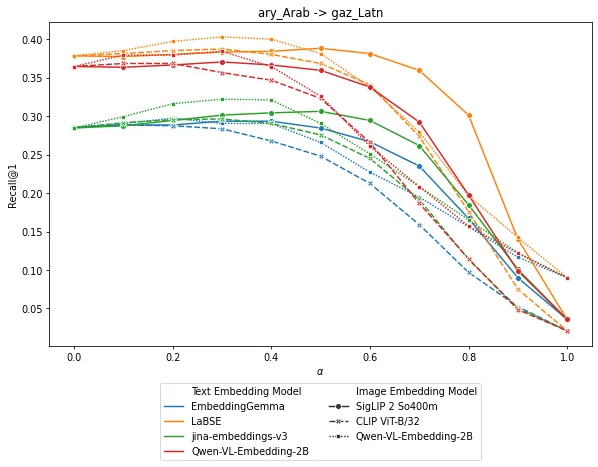 ary_Arab -> gaz_Latn
Recall@1
0.40
0.35
0.30
0.25
0.20
0.15
0.10
0.05
0.0 0.2 0.4 0.6 0.8 1.0
α
Text Embedding Model
EmbeddingGemma
LaBSE
jina-embeddings-v3
Qwen-VL-Embedding-2B
Image Embedding Model
SigLIP 2 So400m
CLIP ViT-B/32
Qwen-VL-Embedding-2B